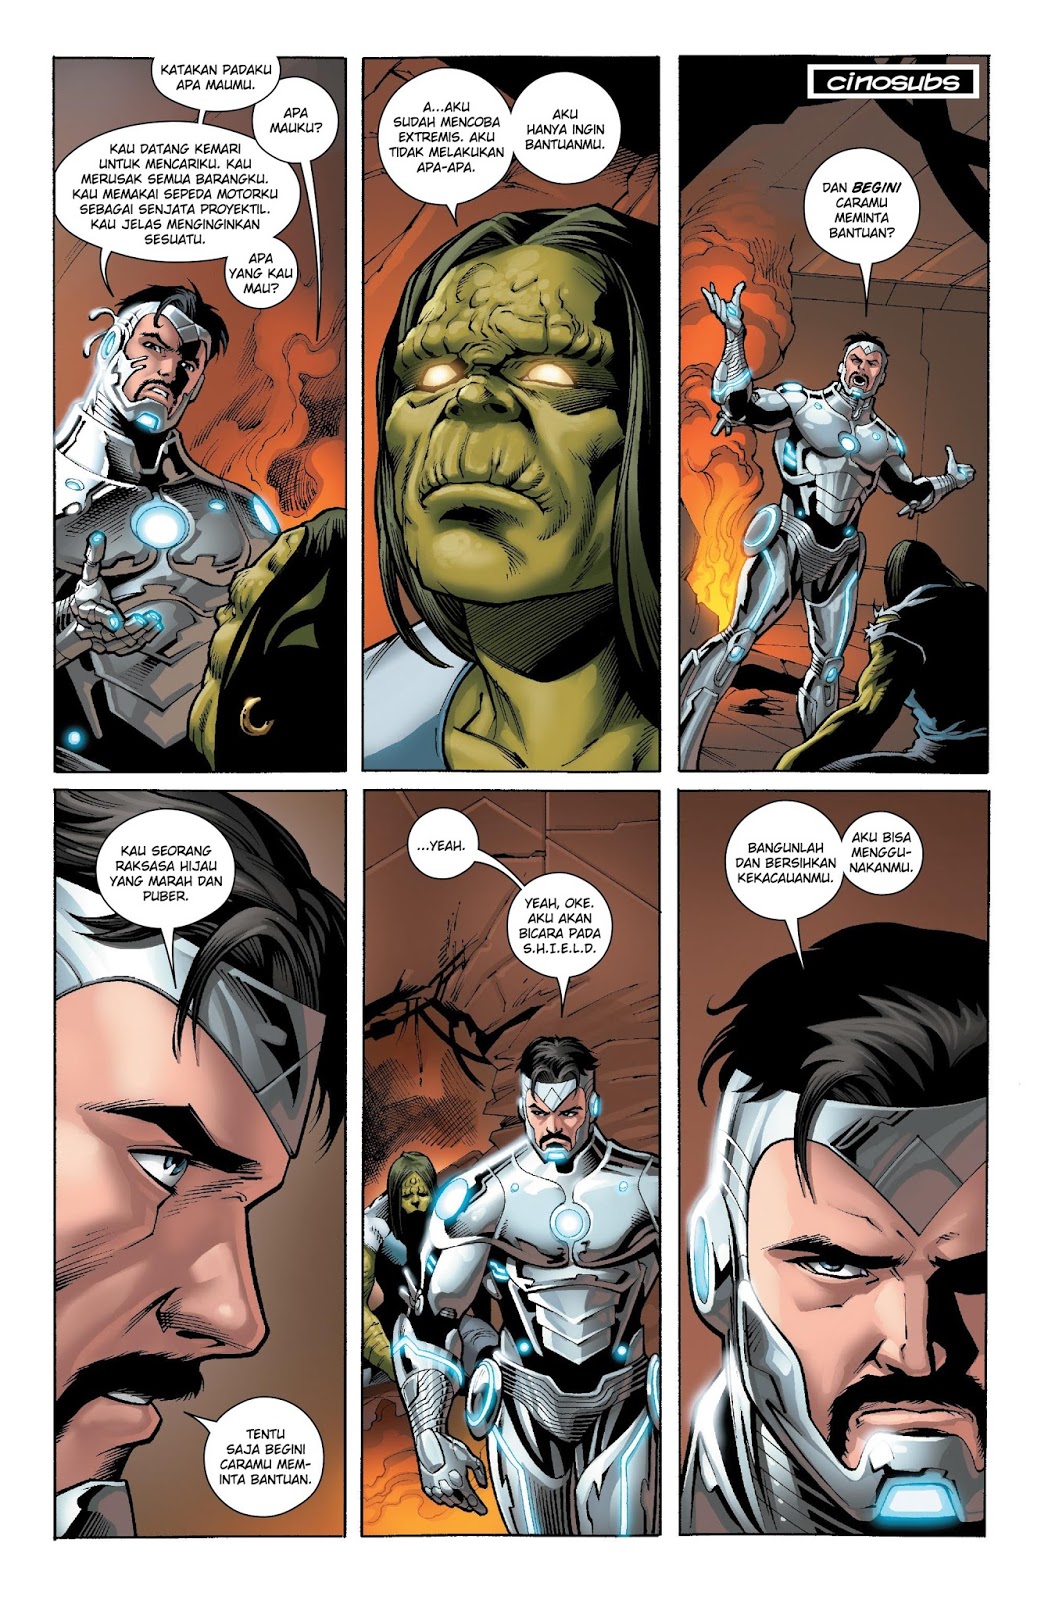 KATAKAN PADAKU
APA MAUMU.
APA
MAUKU?
KAU DATANG KEMARI
UNTUK MENCARIKU. KAU
MERUSAK SEMUA BARANGKU.
KAU MEMAKAI SEPEDA MOTORKU
SEBAGAI SENJATA PROYEKTIL.
KAU JELAS MENGINGINKAN
SESUATU.
APA
YANG KAU
MAU?
A...AKU
SUDAH MENCOBA
EXTREMIS. AKU
TIDAK MELAKUKAN
APA-APA.
AKU
HANYA INGIN
BANTUANMU.
cinosubs
DAN BEGINI
CARAMU
MEMINTA
BANTUAN?
KAU SEORANG
RAKSASA HIJAU
YANG MARAH DAN
PUBER.
TENTU
SAJA BEGINI
CARAMU MEM-
INTA BANTUAN.
...YEAH.
YEAH, OKE.
AKU AKAN
BICARA PADA
S.H.I.E.L.D.
BANGUNLAH
DAN BERSIHKAN
KEKACAUANMU.
AKU BISA
MENGGU-
NAKANMU.